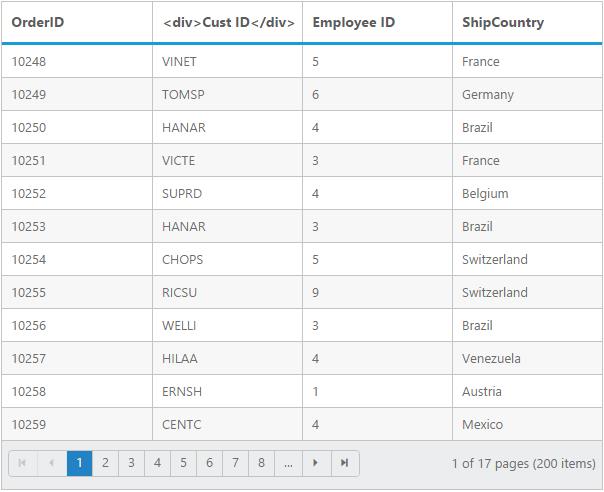 OrderID <div>Cust ID</div> Employee ID ShipCountry
10248 VINET 5 France
10249 TOMSP 6 Germany
10250 HANAR 4 Brazil
10251 VICTE 3 France
10252 SUPRD 4 Belgium
10253 HANAR 3 Brazil
10254 CHOPS 5 Switzerland
10255 RICSU 9 Switzerland
10256 WELLI 3 Brazil
10257 HILAA 4 Venezuela
10258 ERNSH 1 Austria
10259 CENTC 4 Mexico
1 2 3 4 5 6 7 8 ... 1 of 17 pages (200 items)